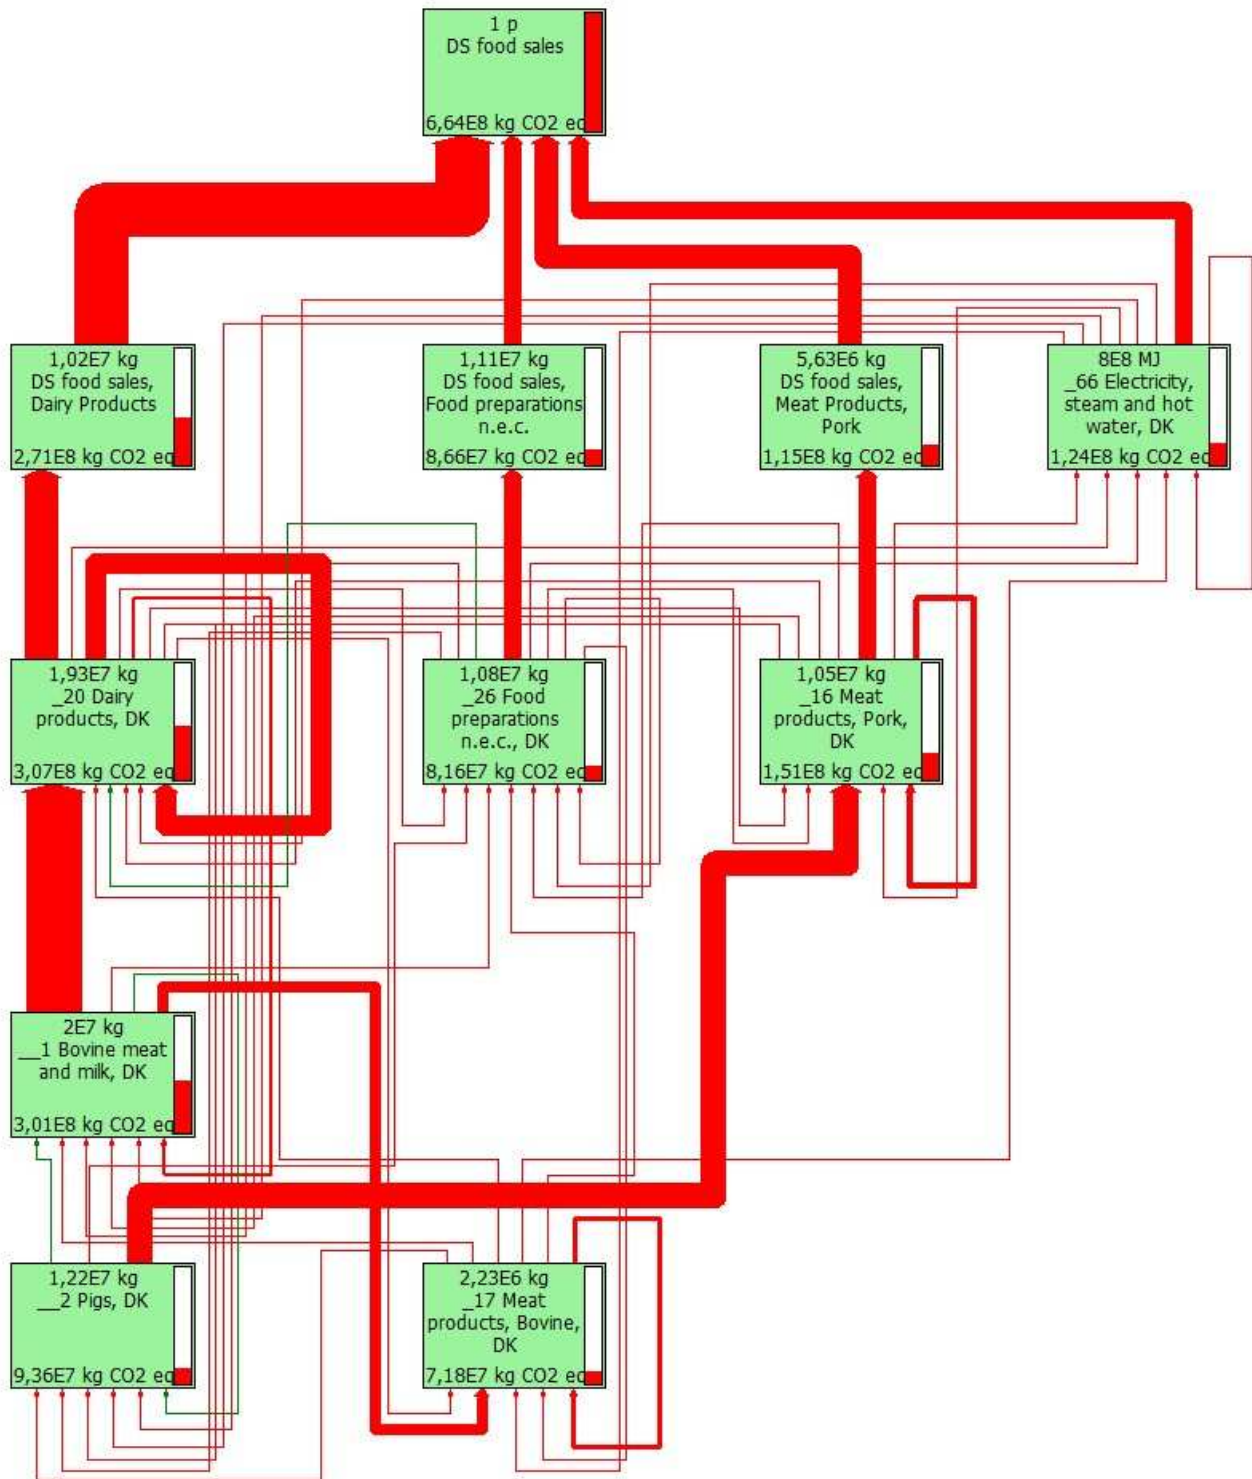 1 p
DS food sales
6,64E8 kg CO2 eq
1,02E7 kg
DS food sales,
Dairy Products
2,71E8 kg CO2 eq
1,11E7 kg
DS food sales,
Food preparations
n.e.c.
8,66E7 kg CO2 eq
5,63E6 kg
DS food sales,
Meat Products,
Pork
1,15E8 kg CO2 eq
8E8 MJ
_66 Electricity,
steam and hot
water, DK
1,24E8 kg CO2 eq
1,93E7 kg
_20 Dairy
products, DK
3,07E8 kg CO2 eq
1,08E7 kg
_26 Food
preparations
n.e.c., DK
8,16E7 kg CO2 eq
1,05E7 kg
_16 Meat
products, Pork,
DK
1,51E8 kg CO2 eq
2E7 kg
__1 Bovine meat
and milk, DK
3,01E8 kg CO2 eq
1,22E7 kg
__2 Pigs, DK
9,36E7 kg CO2 eq
2,23E6 kg
_17 Meat
products, Bovine,
DK
7,18E7 kg CO2 eq